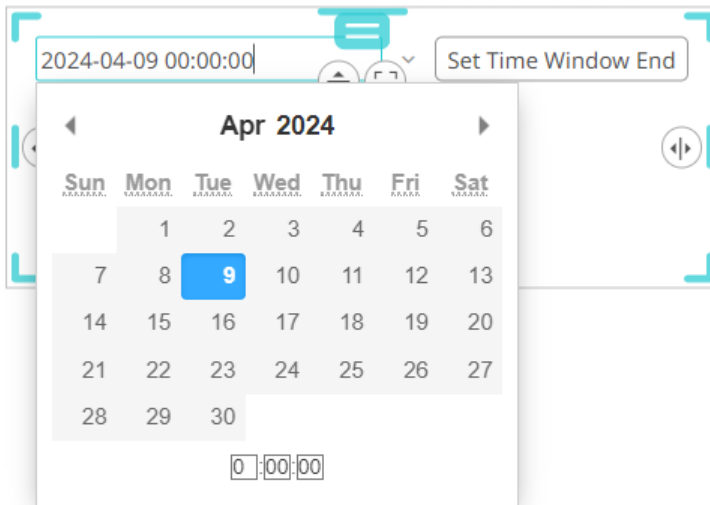 2024-04-09 00:00:00
Set Time Window End
Apr 2024
Sun Mon Tue Wed Thu Fri Sat
1 2 3 4 5 6
7 8 9 10 11 12 13
14 15 16 17 18 19 20
21 22 23 24 25 26 27
28 29 30
0 :00:00